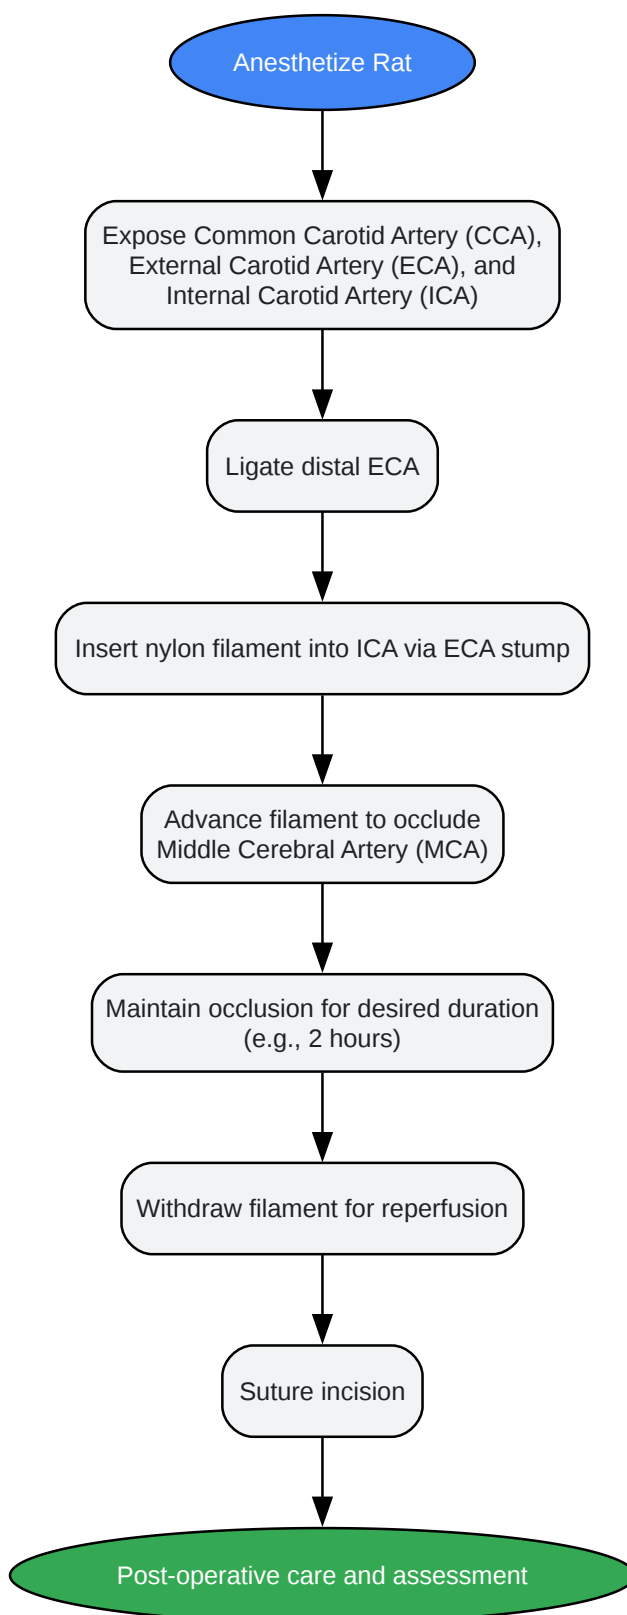 Anesthetize Rat
Expose Common Carotid Artery (CCA),
External Carotid Artery (ECA), and
Internal Carotid Artery (ICA)
Ligate distal ECA
Insert nylon filament into ICA via ECA stump
Advance filament to occlude
Middle Cerebral Artery (MCA)
Maintain occlusion for desired duration
(e.g., 2 hours)
Withdraw filament for reperfusion
Suture incision
Post-operative care and assessment